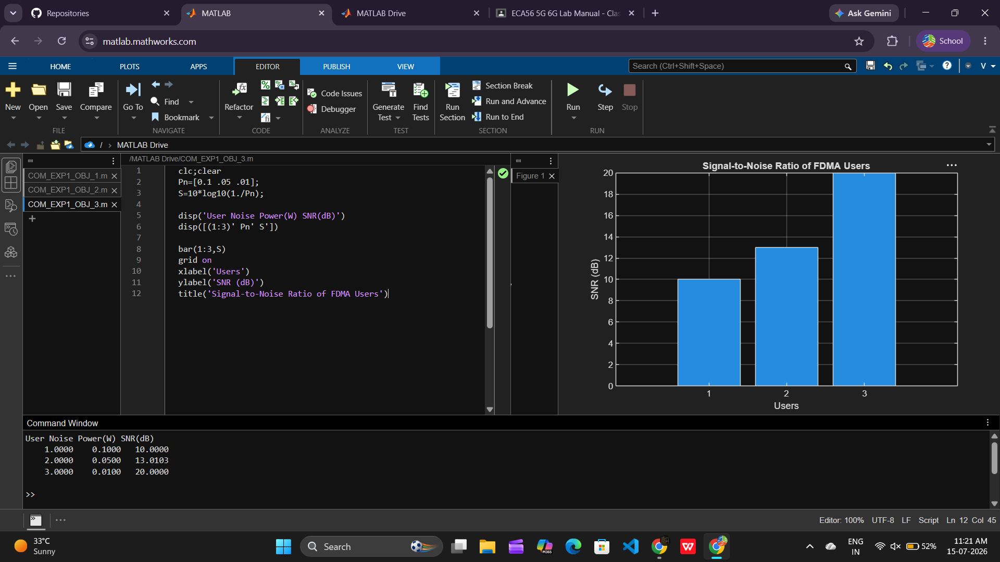 Repositories
MATLAB
MATLAB Drive
ECA56 5G 6G Lab Manual - Clas
Ask Gemini
matlab.mathworks.com
School
HOME
PLOTS
APPS
EDITOR
PUBLISH
VIEW
Search (Ctrl+Shift+Space)
V
New
Open
Save
Compare
Go To
Find
Bookmark
Refactor
Code Issues
Debugger
Generate
Test
Find
Tests
Run
Section
Section Break
Run and Advance
Run to End
Run
Step
Stop
FILE
NAVIGATE
CODE
ANALYZE
TEST
SECTION
RUN
/ › MATLAB Drive
COM_EXP1_OBJ_1.m
COM_EXP1_OBJ_2.m
COM_EXP1_OBJ_3.m
/MATLAB Drive/COM_EXP1_OBJ_3.m
1 clc;clear
2 Pn=[0.1 .05 .01];
3 S=10*log10(1./Pn);
4
5 disp('User Noise Power(W) SNR(dB)')
6 disp([(1:3)' Pn' S'])
7
8 bar(1:3,S)
9 grid on
10 xlabel('Users')
11 ylabel('SNR (dB)')
12 title('Signal-to-Noise Ratio of FDMA Users')
Figure 1
Signal-to-Noise Ratio of FDMA Users
20
18
16
14
12
10
8
6
4
2
0
SNR (dB)
1 2 3
Users
Command Window
User Noise Power(W) SNR(dB)
1.0000 0.1000 10.0000
2.0000 0.0500 13.0103
3.0000 0.0100 20.0000
>>
Editor: 100% UTF-8 LF Script Ln 12 Col 45
33°C
Sunny
Search
M365
W
ENG
IN
52%
11:21 AM
15-07-2026